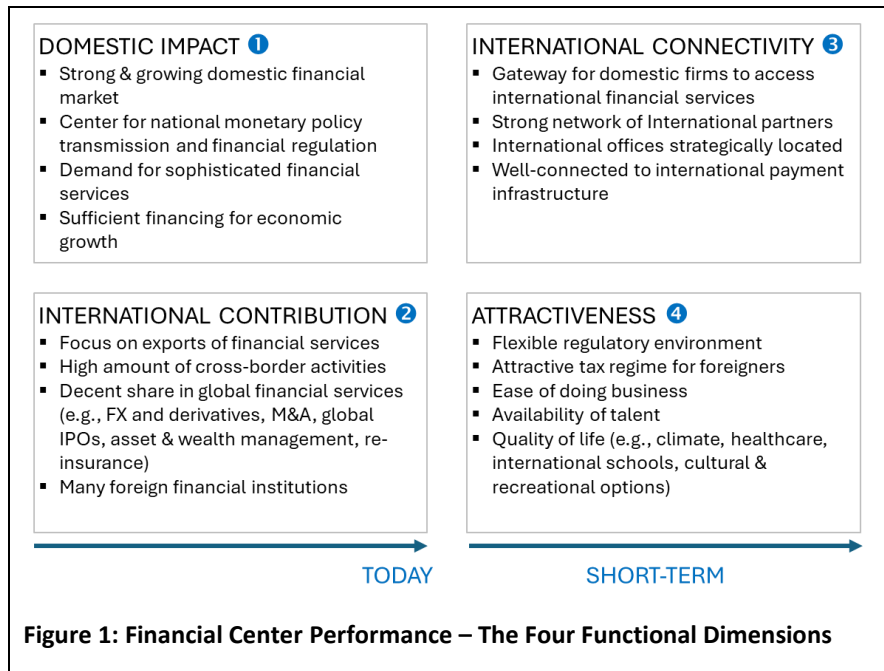 DOMESTIC IMPACT ❶
▪ Strong & growing domestic financial
market
▪ Center for national monetary policy
transmission and financial regulation
▪ Demand for sophisticated financial
services
▪ Sufficient financing for economic
growth
INTERNATIONAL CONTRIBUTION ❷
▪ Focus on exports of financial services
▪ High amount of cross-border activities
▪ Decent share in global financial services
(e.g., FX and derivatives, M&A, global
IPOs, asset & wealth management, re-
insurance)
▪ Many foreign financial institutions
INTERNATIONAL CONNECTIVITY ❸
▪ Gateway for domestic firms to access
international financial services
▪ Strong network of International partners
▪ International offices strategically located
▪ Well-connected to international payment
infrastructure
ATTRACTIVENESS ❹
▪ Flexible regulatory environment
▪ Attractive tax regime for foreigners
▪ Ease of doing business
▪ Availability of talent
▪ Quality of life (e.g., climate, healthcare,
international schools, cultural &
recreational options)
TODAY
SHORT-TERM
Figure 1: Financial Center Performance – The Four Functional Dimensions